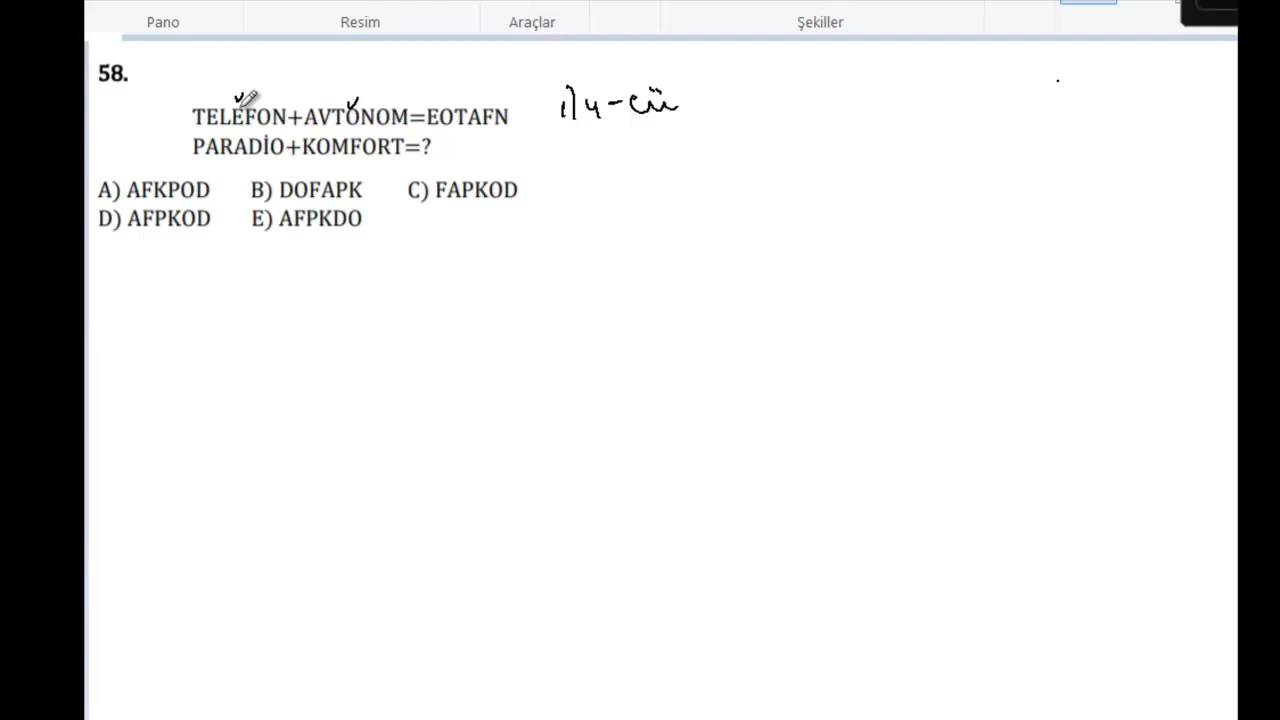 Pano Resim Araçlar Şekiller
58.
TELEFON+AVTONOM=EOTAFN 1) 4-cü
PARADİO+KOMFORT=?
A) AFKPOD B) DOFAPK C) FAPKOD
D) AFPKOD E) AFPKDO